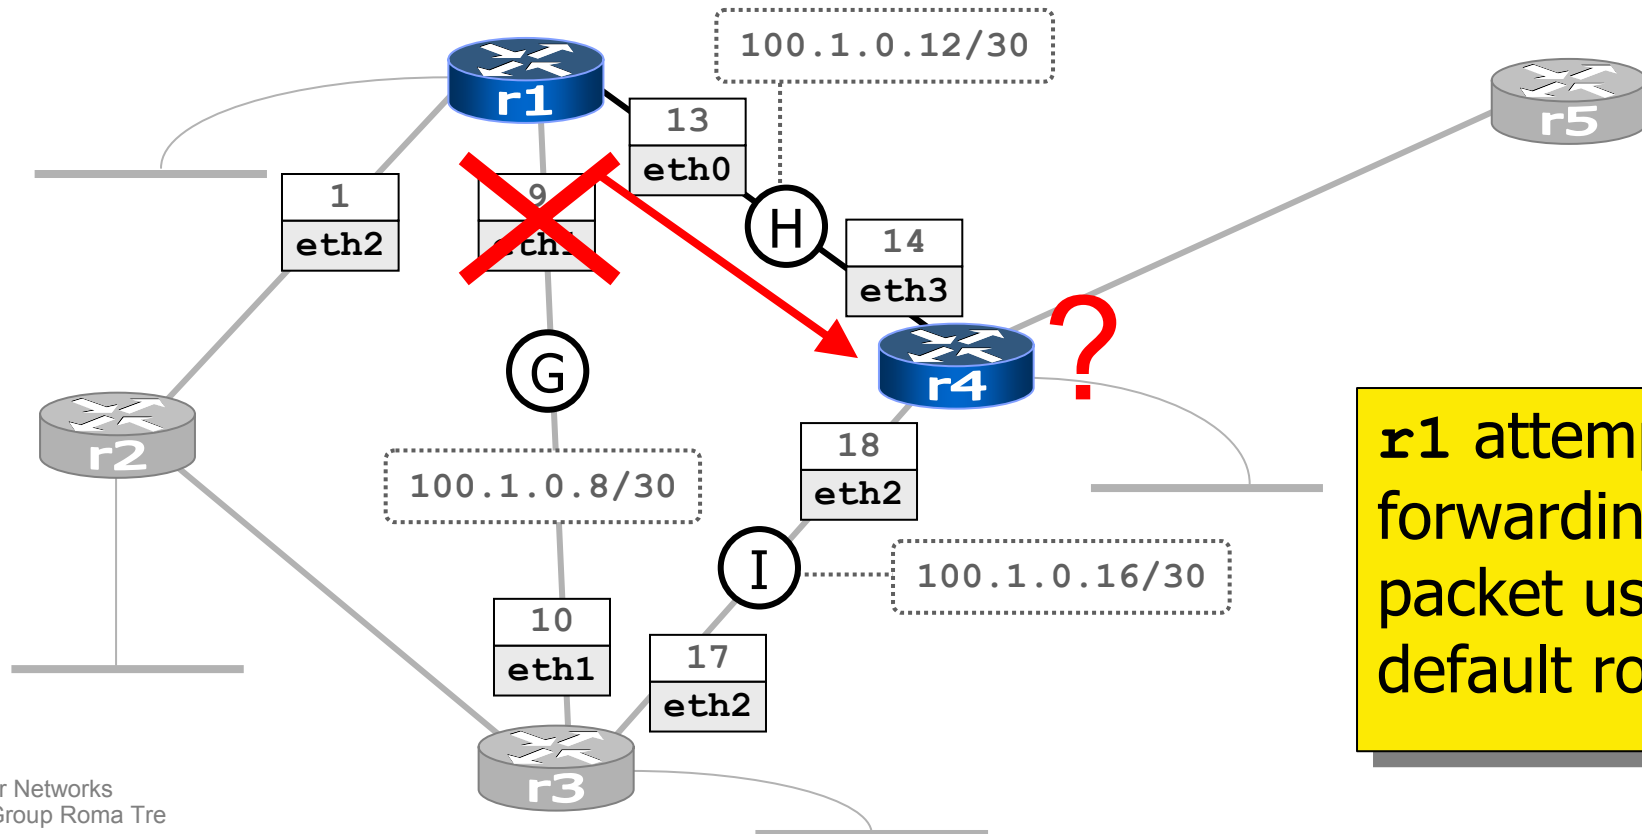 100.1.0.12/30
r1
r5
13
eth0
1
eth2
9
eth1
H
14
eth3
?
G
r4
r2
18
eth2
100.1.0.8/30
I
100.1.0.16/30
10
eth1
17
eth2
r3
r1 attemp
forwardin
packet us
default ro
r Networks
Group Roma Tre